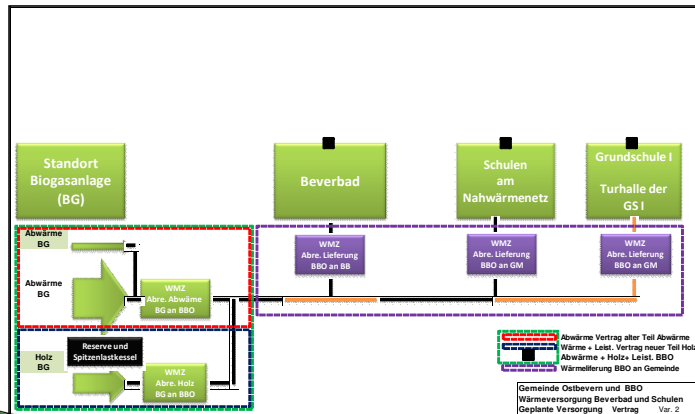 Standort
Biogasanlage
(BG)
Beverbad
Schulen
am
Nahwärmenetz
Grundschule I
Turhalle der
GS I
Abwärme
BG
Abwärme
BG
WMZ
Abre. Abwäme
BG an BBO
WMZ
Abre. Lieferung
BBO an BB
WMZ
Abre. Lieferung
BBO an GM
WMZ
Abre. Lieferung
BBO an GM
Reserve und
Spitzenlastkessel
Holz
BG
WMZ
Abre. Holz
BG an BBO
Abwärme Vertrag alter Teil Abwärme
Wärme + Leist. Vertrag neuer Teil Holz
Abwärme + Holz+ Leist. BBO
Wärmeliferung BBO an Gemeinde
Gemeinde Ostbevern und BBO
Wärmeversorgung Beverbad und Schulen
Geplante Versorgung Vertrag Var. 2